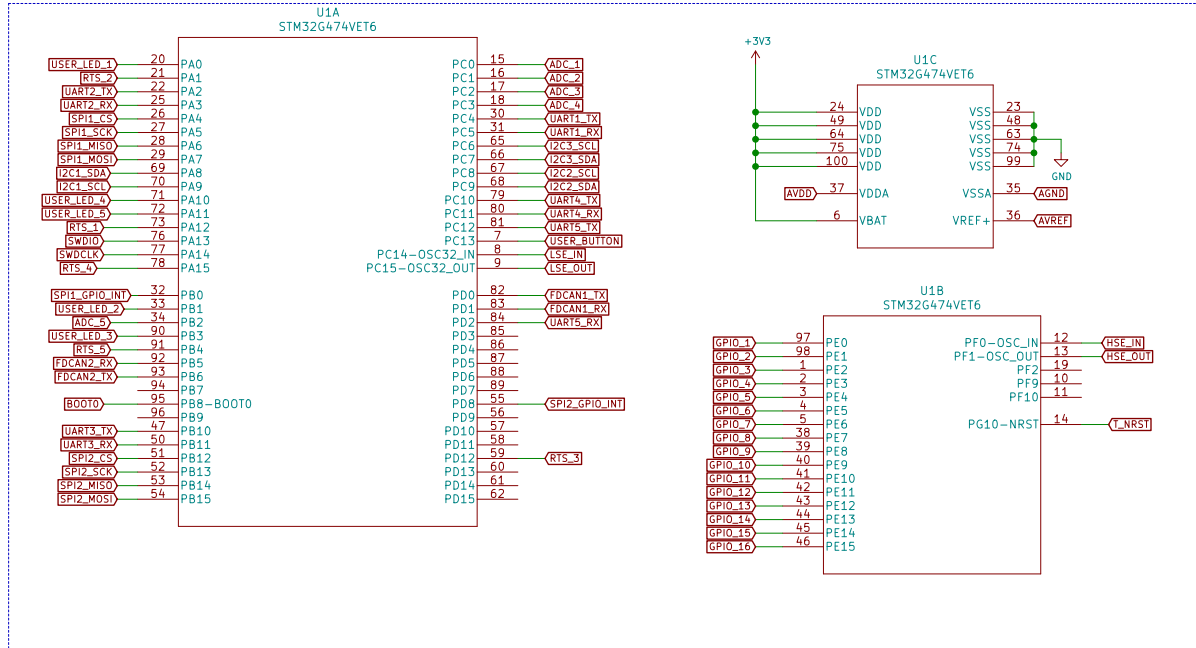 U1A
STM32G474VET6
USER_LED_1 20 PA0
RTS_2 21 PA1
UART2_TX 22 PA2
UART2_RX 25 PA3
SPI1_CS 26 PA4
SPI1_SCK 27 PA5
SPI1_MISO 28 PA6
SPI1_MOSI 29 PA7
I2C1_SDA 69 PA8
I2C1_SCL 70 PA9
USER_LED_4 71 PA10
USER_LED_5 72 PA11
RTS_1 73 PA12
SWDIO 76 PA13
SWDCLK 77 PA14
RTS_4 78 PA15
SPI1_GPIO_INT 32 PB0
USER_LED_2 33 PB1
ADC_5 34 PB2
USER_LED_3 90 PB3
RTS_5 91 PB4
FDCAN2_RX 92 PB5
FDCAN2_TX 93 PB6
94 PB7
BOOT0 95 PB8-BOOT0
96 PB9
UART3_TX 47 PB10
UART3_RX 50 PB11
SPI2_CS 51 PB12
SPI2_SCK 52 PB13
SPI2_MISO 53 PB14
SPI2_MOSI 54 PB15
PC0 15 ADC_1
PC1 16 ADC_2
PC2 17 ADC_3
PC3 18 ADC_4
PC4 30 UART1_TX
PC5 31 UART1_RX
PC6 65 I2C3_SCL
PC7 66 I2C3_SDA
PC8 67 I2C2_SCL
PC9 68 I2C2_SDA
PC10 79 UART4_TX
PC11 80 UART4_RX
PC12 81 UART5_TX
PC13 7 USER_BUTTON
PC14-OSC32_IN 8 LSE_IN
PC15-OSC32_OUT 9 LSE_OUT
PD0 82 FDCAN1_TX
PD1 83 FDCAN1_RX
PD2 84 UART5_RX
PD3 85
PD4 86
PD5 87
PD6 88
PD7 89
PD8 55 SPI2_GPIO_INT
PD9 56
PD10 57
PD11 58
PD12 59 RTS_3
PD13 60
PD14 61
PD15 62
+3V3
U1C
STM32G474VET6
24 VDD
49 VDD
64 VDD
75 VDD
100 VDD
AVDD 37 VDDA
6 VBAT
VSS 23
VSS 48
VSS 63
VSS 74
VSS 99
GND
VSSA 35 AGND
VREF+ 36 AVREF
U1B
STM32G474VET6
GPIO_1 97 PE0
GPIO_2 98 PE1
GPIO_3 1 PE2
GPIO_4 2 PE3
GPIO_5 3 PE4
GPIO_6 4 PE5
GPIO_7 5 PE6
GPIO_8 38 PE7
GPIO_9 39 PE8
GPIO_10 40 PE9
GPIO_11 41 PE10
GPIO_12 42 PE11
GPIO_13 43 PE12
GPIO_14 44 PE13
GPIO_15 45 PE14
GPIO_16 46 PE15
PF0-OSC_IN 12 HSE_IN
PF1-OSC_OUT 13 HSE_OUT
PF2 19
PF9 10
PF10 11
PG10-NRST 14 T_NRST